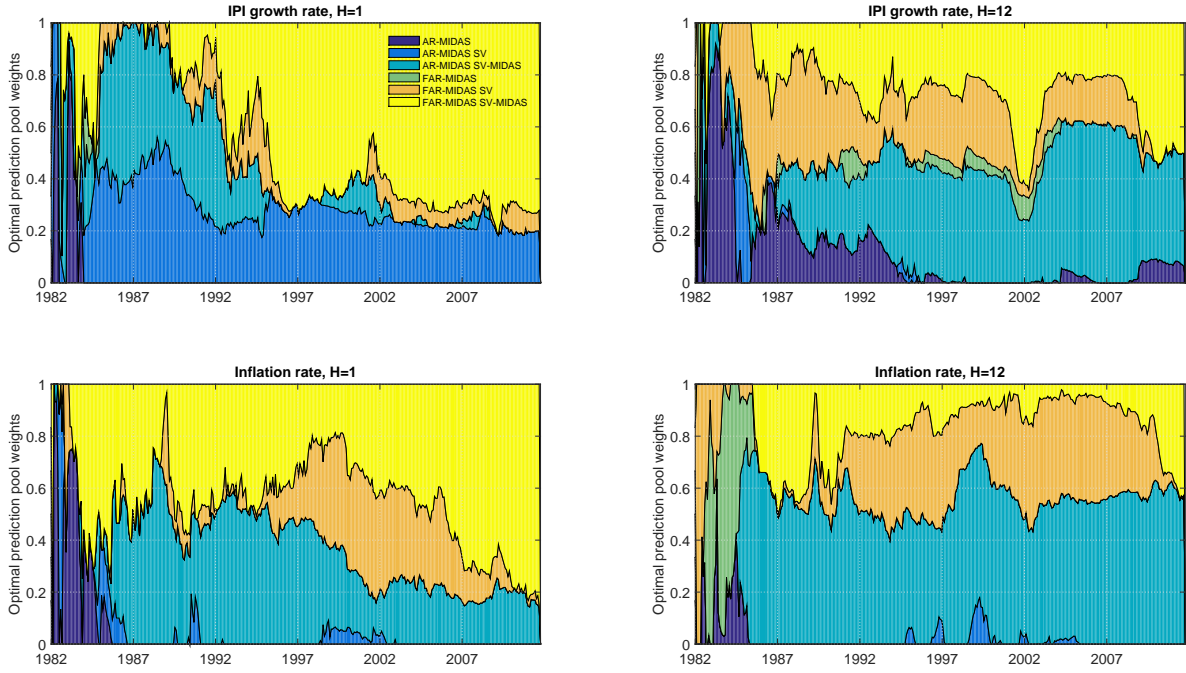 IPI growth rate, H=1
Optimal prediction pool weights
1
0.8
0.6
0.4
0.2
0
1982 1987 1992 1997 2002 2007
AR-MIDAS
AR-MIDAS SV
AR-MIDAS SV-MIDAS
FAR-MIDAS
FAR-MIDAS SV
FAR-MIDAS SV-MIDAS
IPI growth rate, H=12
Optimal prediction pool weights
1
0.8
0.6
0.4
0.2
0
1982 1987 1992 1997 2002 2007
Inflation rate, H=1
Optimal prediction pool weights
1
0.8
0.6
0.4
0.2
0
1982 1987 1992 1997 2002 2007
Inflation rate, H=12
Optimal prediction pool weights
1
0.8
0.6
0.4
0.2
0
1982 1987 1992 1997 2002 2007